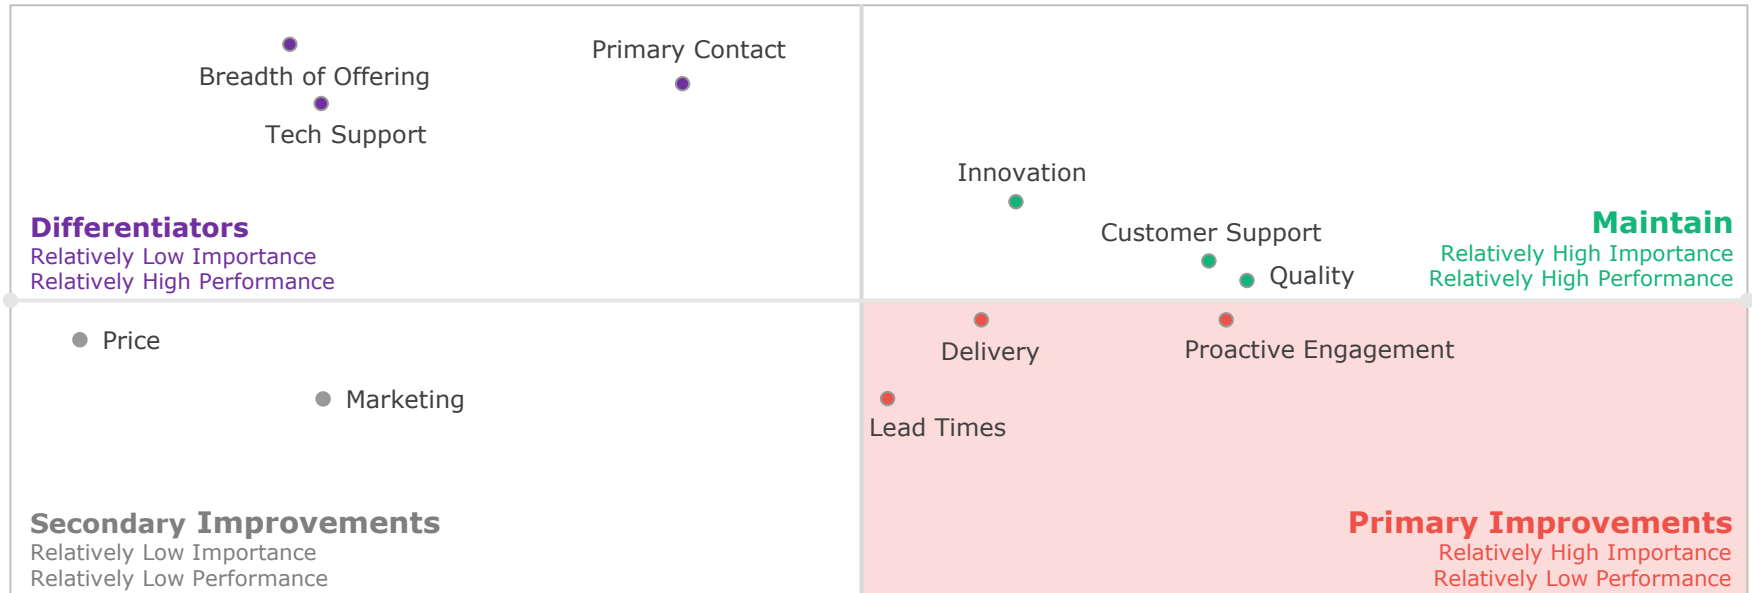 Breadth of Offering
Tech Support
Primary Contact
Differentiators
Relatively Low Importance
Relatively High Performance
Innovation
Customer Support
Quality
Maintain
Relatively High Importance
Relatively High Performance
Price
Marketing
Secondary Improvements
Relatively Low Importance
Relatively Low Performance
Delivery
Proactive Engagement
Lead Times
Primary Improvements
Relatively High Importance
Relatively Low Performance